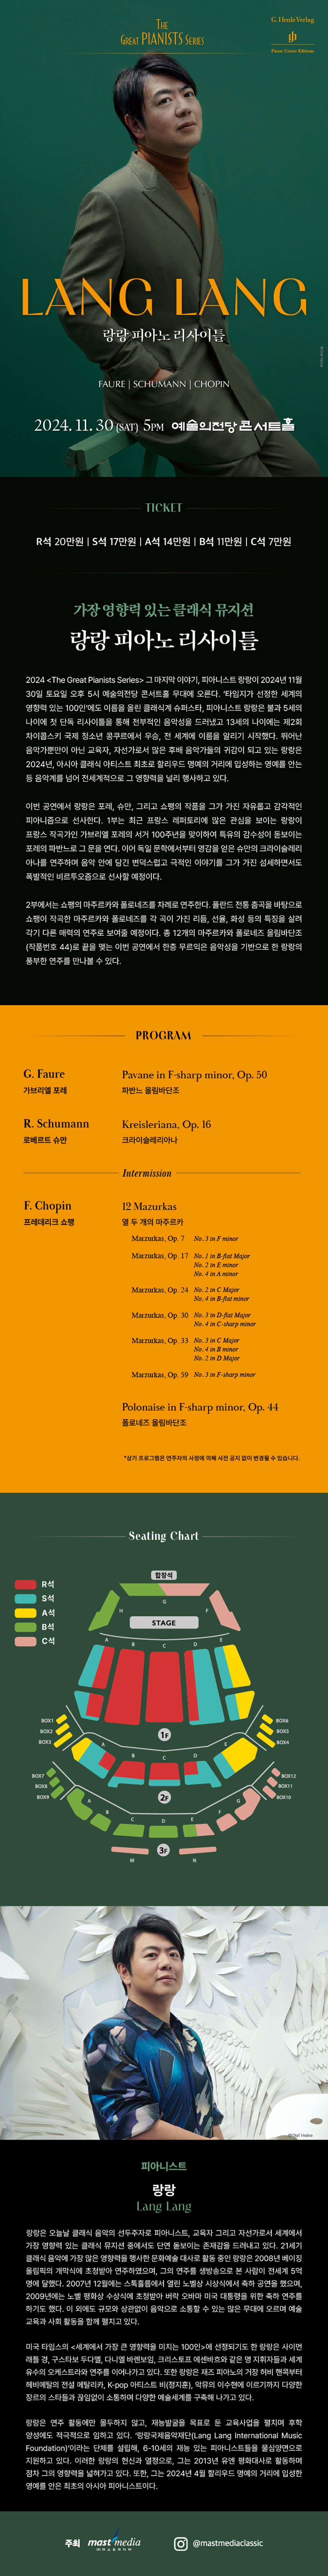 THE
GREAT PIANISTS SERIES
G. Henle Verlag
Finest Urtext Editions
LANG LANG
랑랑 피아노 리사이틀
FAURE | SCHUMANN | CHOPIN
2024. 11. 30 (SAT) 5PM 예술의전당 콘서트홀
TICKET
R석 20만원 | S석 17만원 | A석 14만원 | B석 11만원 | C석 7만원
가장 영향력 있는 클래식 뮤지션
랑랑 피아노 리사이틀
2024 <The Great Pianists Series> 그 마지막 이야기, 피아니스트 랑랑이 2024년 11월
30일 토요일 오후 5시 예술의전당 콘서트홀 무대에 오른다. '타임지가 선정한 세계의
영향력 있는 100인'에도 이름을 올린 클래식계 슈퍼스타, 피아니스트 랑랑은 불과 5세의
나이에 첫 단독 리사이틀을 통해 천부적인 음악성을 드러냈고 13세의 나이에는 제2회
차이콥스키 국제 청소년 콩쿠르에서 우승, 전 세계에 이름을 알리기 시작했다. 뛰어난
음악가뿐만이 아닌 교육자, 자선가로서 많은 후배 음악가들의 귀감이 되고 있는 랑랑은
2024년, 아시아 클래식 아티스트 최초로 할리우드 명예의 거리에 입성하는 영예를 안는
등 음악계를 넘어 전세계적으로 그 영향력을 널리 행사하고 있다.
이번 공연에서 랑랑은 포레, 슈만, 그리고 쇼팽의 작품을 그가 가진 자유롭고 감각적인
피아니즘으로 선사한다. 1부는 최근 프랑스 레퍼토리에 많은 관심을 보이는 랑랑이
프랑스 작곡가인 가브리엘 포레의 서거 100주년을 맞이하여 특유의 감수성이 돋보이는
포레의 파반느로 그 문을 연다. 이어 독일 문학에서부터 영감을 얻은 슈만의 크라이슬레리
아나를 연주하며 음악 안에 담긴 변덕스럽고 극적인 이야기를 그가 가진 섬세하면서도
폭발적인 비르투오즘으로 선사할 예정이다.
2부에서는 쇼팽의 마주르카와 폴로네즈를 차례로 연주한다. 폴란드 전통 춤곡을 바탕으로
쇼팽이 작곡한 마주르카와 폴로네즈를 각 곡이 가진 리듬, 선율, 화성 등의 특징을 살려
각기 다른 매력의 연주로 보여줄 예정이다. 총 12개의 마주르카와 폴로네즈 올림바단조
(작품번호 44)로 끝을 맺는 이번 공연에서 한층 무르익은 음악성을 기반으로 한 랑랑의
풍부한 연주를 만나볼 수 있다.
PROGRAM
G. Faure Pavane in F-sharp minor, Op. 50
가브리엘 포레 파반느 올림바단조
R. Schumann Kreisleriana, Op. 16
로베르트 슈만 크라이슬레리아나
Intermission
F. Chopin 12 Mazurkas
프레데리크 쇼팽 열 두 개의 마주르카
Marzurkas, Op. 7 No. 3 in F minor
Marzurkas, Op. 17 No. 1 in B-flat Major
No. 2 in E minor
No. 4 in A minor
Marzurkas, Op. 24 No. 2 in C Major
No. 4 in B-flat minor
Marzurkas, Op. 30 No. 3 in D-flat Major
No. 4 in C-sharp minor
Marzurkas, Op. 33 No. 3 in C Major
No. 4 in B minor
No. 2 in D Major
Marzurkas, Op. 59 No. 3 in F-sharp minor
Polonaise in F-sharp minor, Op. 44
폴로네즈 올림바단조
*상기 프로그램은 연주자의 사정에 의해 사전 공지 없이 변경될 수 있습니다.
Seating Chart
R석
S석
A석
B석
C석
합창석
G
H F
STAGE
A B C D E
1F
BOX1 BOX6
BOX2 BOX5
BOX3 BOX4
A B C D E
2F
BOX7 BOX12
BOX8 BOX11
BOX9 BOX10
A B C D E F G
3F
M N
©Olaf Heine
피아니스트
랑랑
Lang Lang
랑랑은 오늘날 클래식 음악의 선두주자로 피아니스트, 교육자 그리고 자선가로서 세계에서
가장 영향력 있는 클래식 뮤지션 중에서도 단연 돋보이는 존재감을 드러내고 있다. 21세기
클래식 음악에 가장 많은 영향력을 행사한 문화예술 대사로 활동 중인 랑랑은 2008년 베이징
올림픽의 개막식에 초청받아 연주하였으며, 그의 연주를 생방송으로 본 사람이 전세계 5억
명에 달했다. 2007년 12월에는 스톡홀름에서 열린 노벨상 시상식에서 축하 공연을 했으며,
2009년에는 노벨 평화상 수상식에 초청받아 버락 오바마 미국 대통령을 위한 축하 연주를
하기도 했다. 이 외에도 규모와 상관없이 음악으로 소통할 수 있는 많은 무대에 오르며 예술
교육과 사회 활동을 함께 펼치고 있다.
미국 타임스의 <세계에서 가장 큰 영향력을 미치는 100인>에 선정되기도 한 랑랑은 사이먼
래틀 경, 구스타보 두다멜, 다니엘 바렌보임, 크리스토프 에센바흐와 같은 명 지휘자들과 세계
유수의 오케스트라와 연주를 이어나가고 있다. 또한 랑랑은 재즈 피아노의 거장 허비 핸콕부터
헤비메탈의 전설 메탈리카, K-pop 아티스트 비(정지훈), 악뮤의 이수현에 이르기까지 다양한
장르의 스타들과 끊임없이 소통하며 다양한 예술세계를 구축해 나가고 있다.
랑랑은 연주 활동에만 몰두하지 않고, 재능발굴을 목표로 둔 교육사업을 펼치며 후학
양성에도 적극적으로 임하고 있다. '랑랑국제음악재단(Lang Lang International Music
Foundation)'이라는 단체를 설립해, 6-10세의 재능 있는 피아니스트들을 물심양면으로
지원하고 있다. 이러한 랑랑의 헌신과 열정으로, 그는 2013년 유엔 평화대사로 활동하며
점차 그의 영향력을 넓혀가고 있다. 또한, 그는 2024년 4월 할리우드 명예의 거리에 입성한
영예를 안은 최초의 아시아 피아니스트이다.
주최 mast media @mastmediaclassic